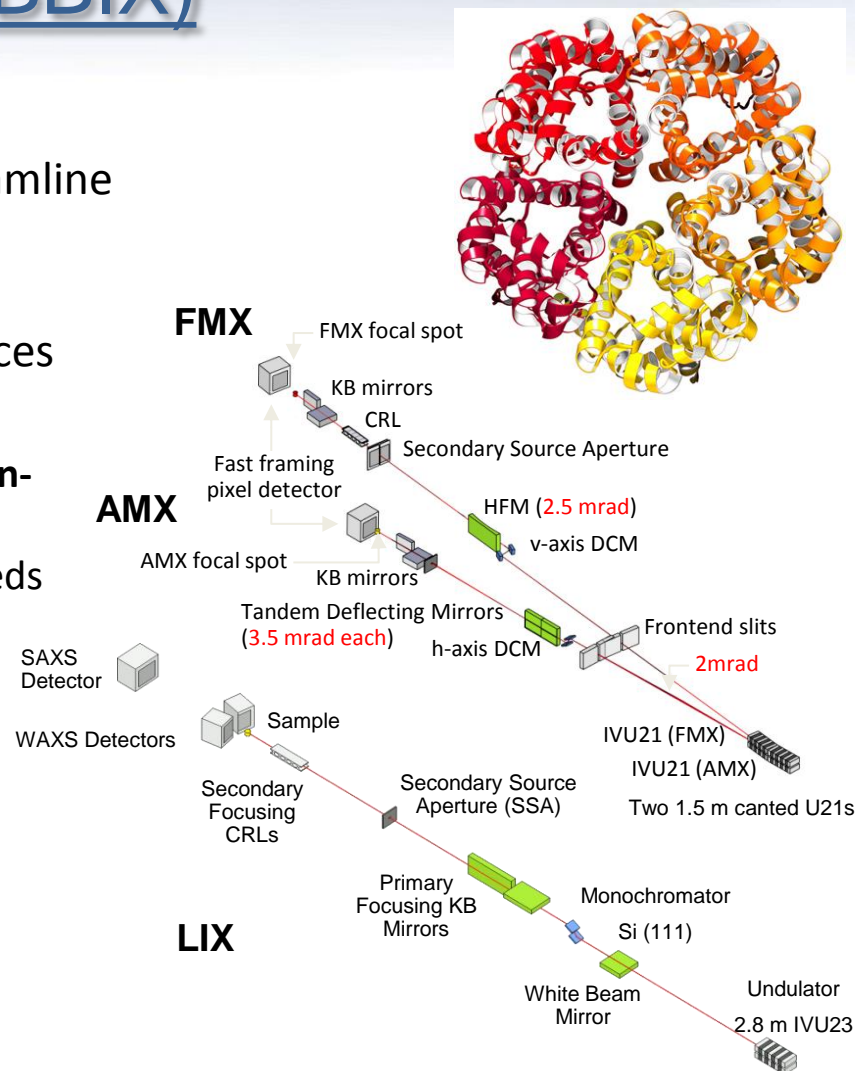 BBIX)
amline
ces
n-
eds
FMX
FMX focal spot
KB mirrors
CRL
Secondary Source Aperture
Fast framing
pixel detector
HFM (2.5 mrad)
v-axis DCM
AMX
AMX focal spot
KB mirrors
Tandem Deflecting Mirrors
(3.5 mrad each)
h-axis DCM
Frontend slits
2mrad
IVU21 (FMX)
IVU21 (AMX)
Two 1.5 m canted U21s
SAXS
Detector
WAXS Detectors
Sample
Secondary
Focusing
CRLs
Secondary Source
Aperture (SSA)
Primary
Focusing KB
Mirrors
Monochromator
Si (111)
LIX
White Beam
Mirror
Undulator
2.8 m IVU23